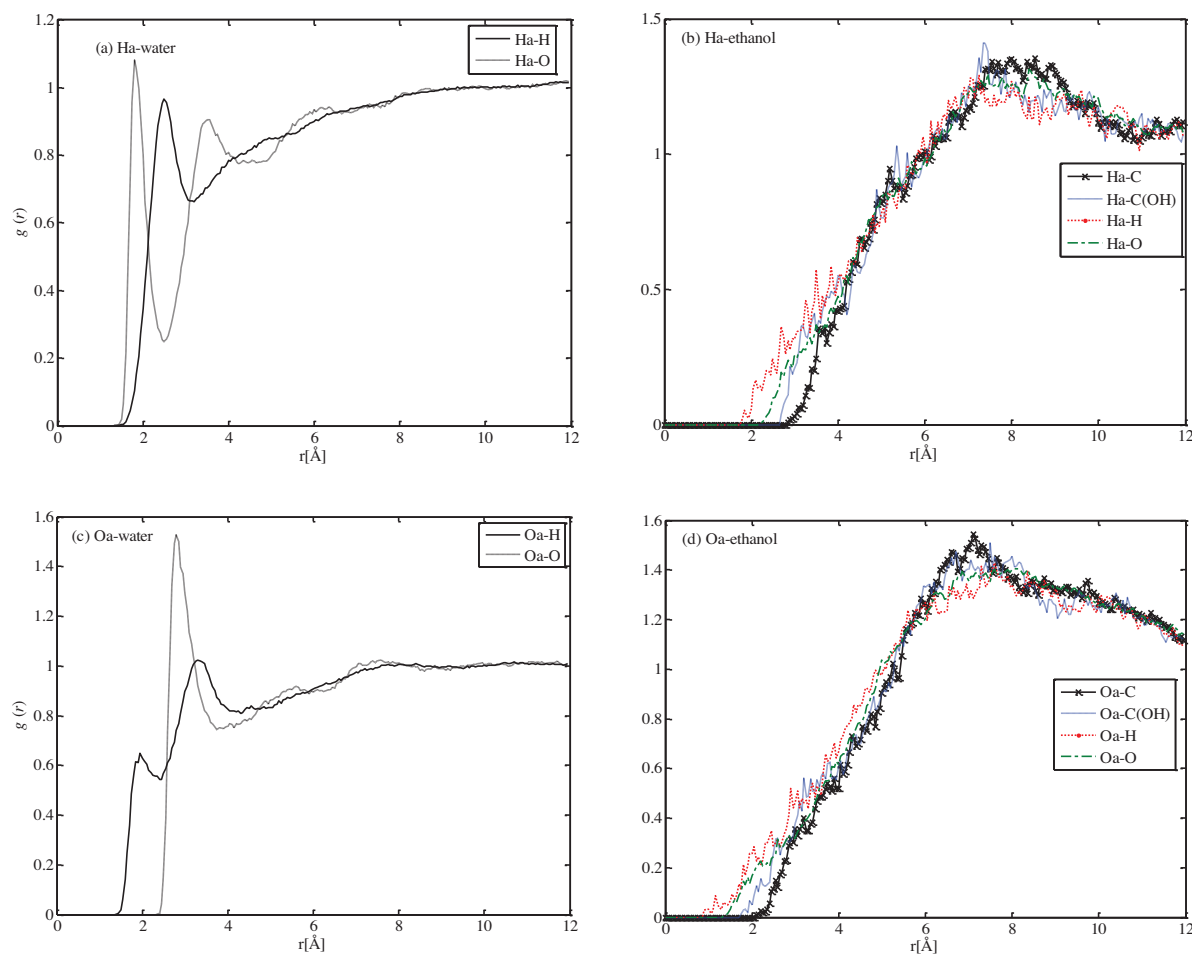 (a) Ha-water
Ha-H
Ha-O
g (r)
1.2
1
0.8
0.6
0.4
0.2
0
0 2 4 6 8 10 12
r[Å]
(b) Ha-ethanol
Ha-C
Ha-C(OH)
Ha-H
Ha-O
1.5
1
0.5
0
0 2 4 6 8 10 12
r[Å]
(c) Oa-water
Oa-H
Oa-O
g (r)
1.6
1.4
1.2
1
0.8
0.6
0.4
0.2
0
0 2 4 6 8 10 12
r[Å]
(d) Oa-ethanol
Oa-C
Oa-C(OH)
Oa-H
Oa-O
1.6
1.4
1.2
1
0.8
0.6
0.4
0.2
0
0 2 4 6 8 10 12
r[Å]